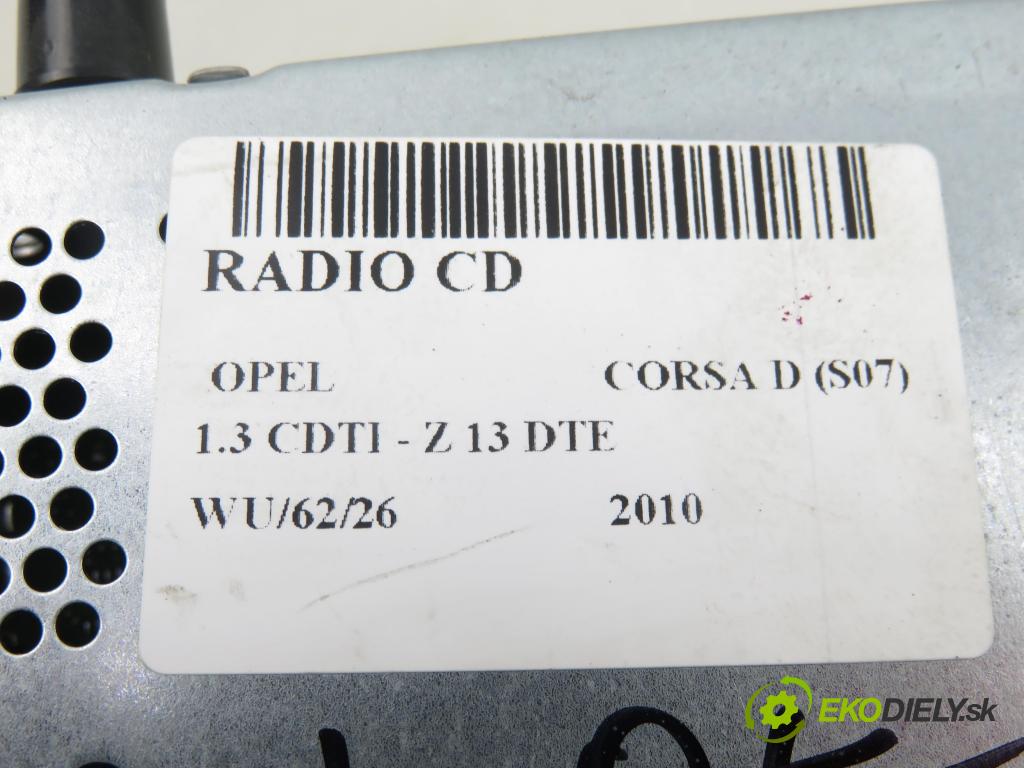 RADIO CD
OPEL CORSA D (S07)
1.3 CDTI - Z 13 DTE
WU/62/26 2010
EKODIELY.sk